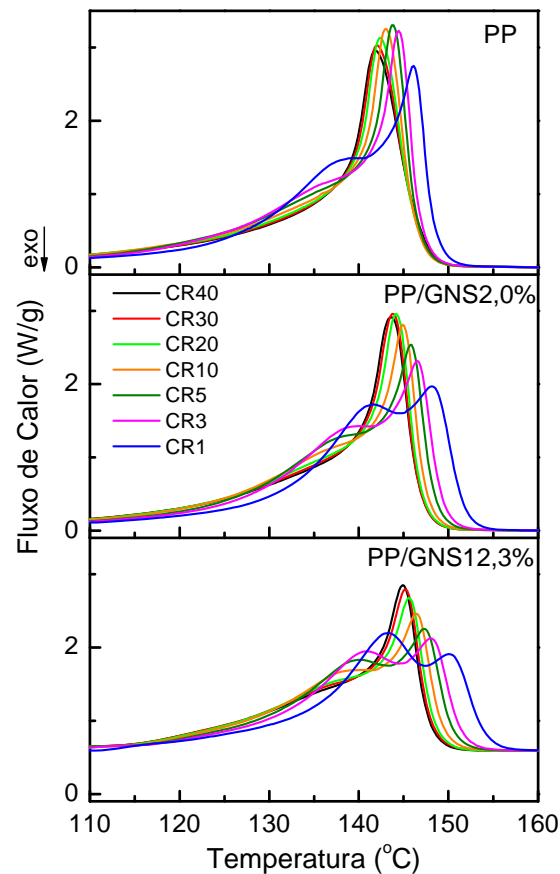 PP
2
0
exo
PP/GNS2,0%
CR40
CR30
CR20
CR10
CR5
CR3
CR1
2
0
Fluxo de Calor (W/g)
PP/GNS12,3%
2
0
110 120 130 140 150 160
Temperatura (°C)